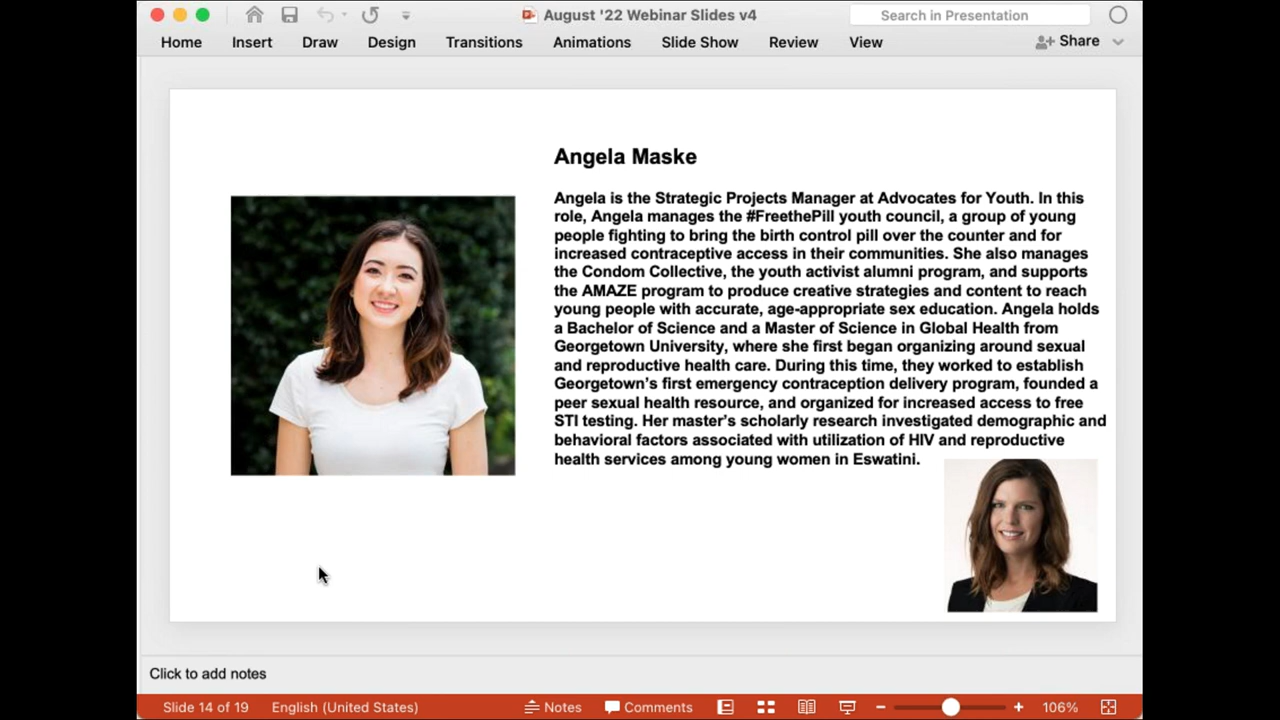 August '22 Webinar Slides v4
Search in Presentation
Home Insert Draw Design Transitions Animations Slide Show Review View Share
Angela Maske
Angela is the Strategic Projects Manager at Advocates for Youth. In this
role, Angela manages the #FreethePill youth council, a group of young
people fighting to bring the birth control pill over the counter and for
increased contraceptive access in their communities. She also manages
the Condom Collective, the youth activist alumni program, and supports
the AMAZE program to produce creative strategies and content to reach
young people with accurate, age-appropriate sex education. Angela holds
a Bachelor of Science and a Master of Science in Global Health from
Georgetown University, where she first began organizing around sexual
and reproductive health care. During this time, they worked to establish
Georgetown's first emergency contraception delivery program, founded a
peer sexual health resource, and organized for increased access to free
STI testing. Her master's scholarly research investigated demographic and
behavioral factors associated with utilization of HIV and reproductive
health services among young women in Eswatini.
Click to add notes
Slide 14 of 19 English (United States) Notes Comments 106%